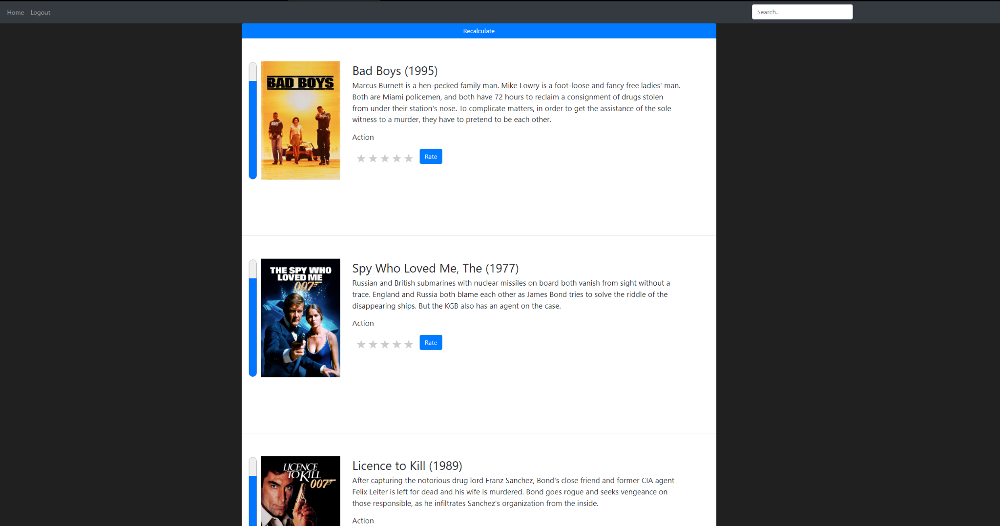 Home Logout Search..
Recalculate
BAD BOYS
POLICE
Bad Boys (1995)
Marcus Burnett is a hen-pecked family man. Mike Lowry is a foot-loose and fancy free ladies' man.
Both are Miami policemen, and both have 72 hours to reclaim a consignment of drugs stolen
from under their station's nose. To complicate matters, in order to get the assistance of the sole
witness to a murder, they have to pretend to be each other.
Action
Rate
THE SPY WHO
LOVED ME
007
Spy Who Loved Me, The (1977)
Russian and British submarines with nuclear missiles on board both vanish from sight without a
trace. England and Russia both blame each other as James Bond tries to solve the riddle of the
disappearing ships. But the KGB also has an agent on the case.
Action
Rate
LICENCE
TO KILL
007
Licence to Kill (1989)
After capturing the notorious drug lord Franz Sanchez, Bond's close friend and former CIA agent
Felix Leiter is left for dead and his wife is murdered. Bond goes rogue and seeks vengeance on
those responsible, as he infiltrates Sanchez's organization from the inside.
Action